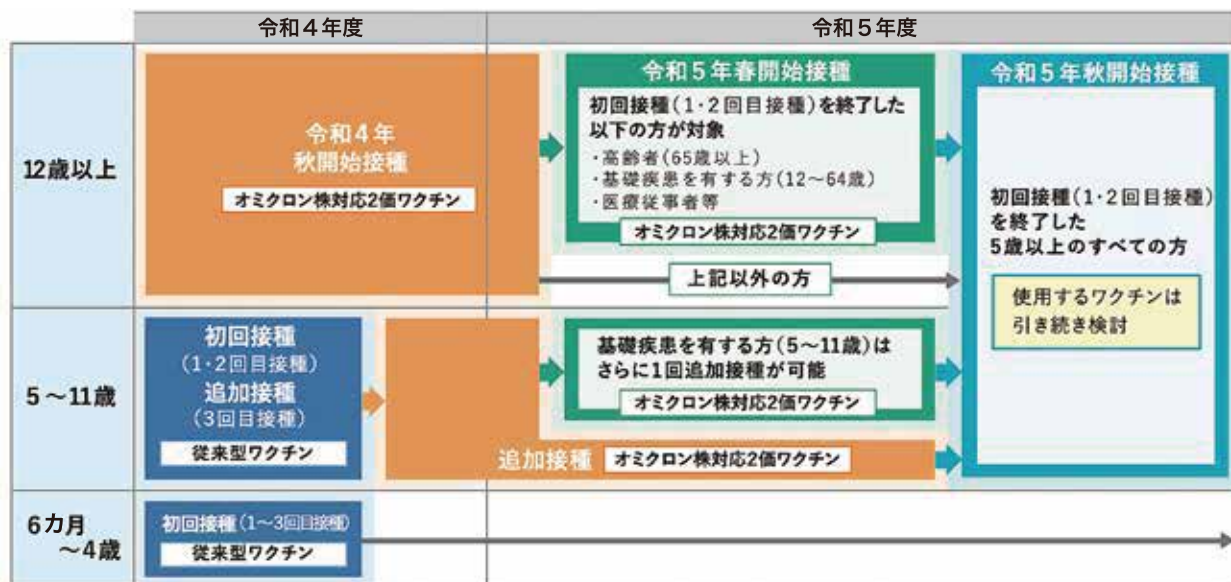 令和4年度
令和5年度
12歳以上
令和4年
秋開始接種
オミクロン株対応2価ワクチン
令和5年春開始接種
初回接種(1・2回目接種)を終了した
以下の方が対象
・高齢者(65歳以上)
・基礎疾患を有する方(12～64歳)
・医療従事者等
オミクロン株対応2価ワクチン
上記以外の方
令和5年秋開始接種
初回接種(1・2回目接種)
を終了した
5歳以上のすべての方
使用するワクチンは
引き続き検討
5～11歳
初回接種
(1・2回目接種)
追加接種
(3回目接種)
従来型ワクチン
基礎疾患を有する方(5～11歳)は
さらに1回追加接種が可能
オミクロン株対応2価ワクチン
追加接種 オミクロン株対応2価ワクチン
6カ月
～4歳
初回接種(1～3回目接種)
従来型ワクチン